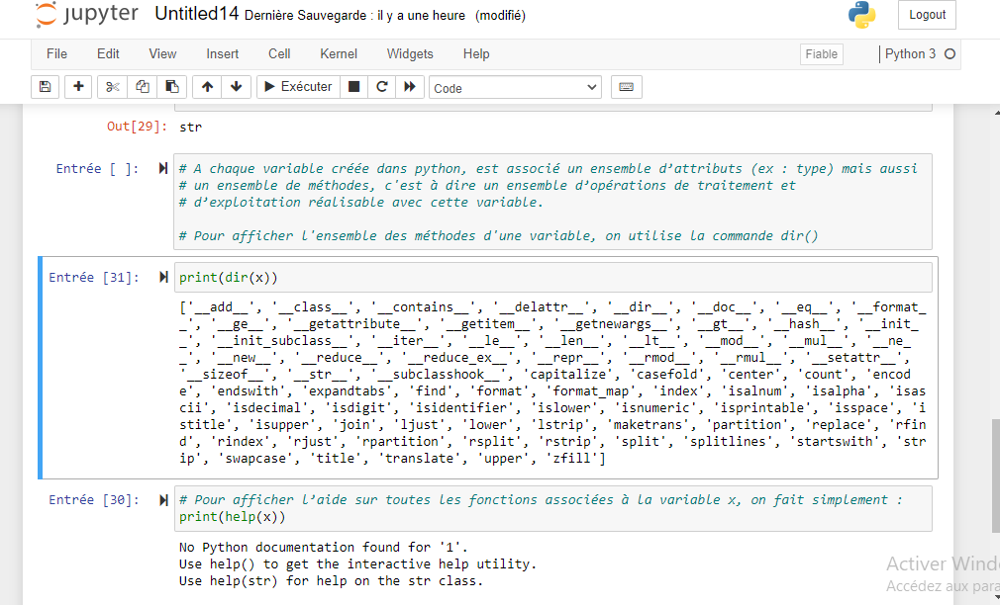 jupyter Untitled14 Dernière Sauvegarde : il y a une heure (modifié)
Logout
File Edit View Insert Cell Kernel Widgets Help Fiable Python 3
Exécuter Code
Out[29]: str
Entrée [ ]: # A chaque variable créée dans python, est associé un ensemble d’attributs (ex : type) mais aussi
# un ensemble de méthodes, c'est à dire un ensemble d’opérations de traitement et
# d’exploitation réalisable avec cette variable.
# Pour afficher l'ensemble des méthodes d'une variable, on utilise la commande dir()
Entrée [31]: print(dir(x))
['__add__', '__class__', '__contains__', '__delattr__', '__dir__', '__doc__', '__eq__', '__format_
_', '__ge__', '__getattribute__', '__getitem__', '__getnewargs__', '__gt__', '__hash__', '__init_
_', '__init_subclass__', '__iter__', '__le__', '__len__', '__lt__', '__mod__', '__mul__', '__ne_
_', '__new__', '__reduce__', '__reduce_ex__', '__repr__', '__rmod__', '__rmul__', '__setattr__',
'__sizeof__', '__str__', '__subclasshook__', 'capitalize', 'casefold', 'center', 'count', 'encod
e', 'endswith', 'expandtabs', 'find', 'format', 'format_map', 'index', 'isalnum', 'isalpha', 'isas
cii', 'isdecimal', 'isdigit', 'isidentifier', 'islower', 'isnumeric', 'isprintable', 'isspace', 'i
stitle', 'isupper', 'join', 'ljust', 'lower', 'lstrip', 'maketrans', 'partition', 'replace', 'rfin
d', 'rindex', 'rjust', 'rpartition', 'rsplit', 'rstrip', 'split', 'splitlines', 'startswith', 'str
ip', 'swapcase', 'title', 'translate', 'upper', 'zfill']
Entrée [30]: # Pour afficher l’aide sur toutes les fonctions associées à la variable x, on fait simplement :
print(help(x))
No Python documentation found for '1'.
Use help() to get the interactive help utility.
Use help(str) for help on the str class.
Activer Wind
Accédez aux para